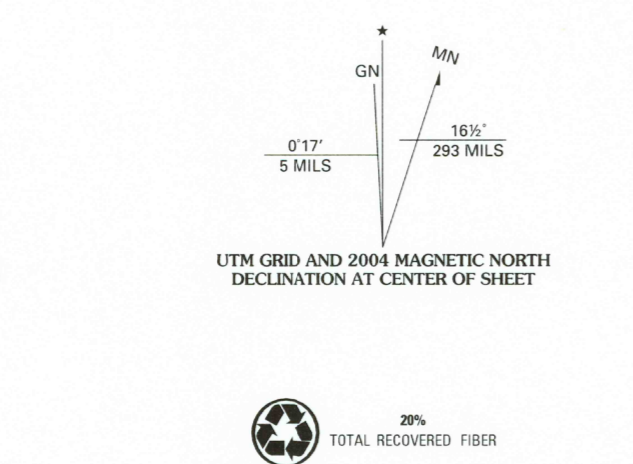 ★
GN
MN
0°17′
5 MILS
16½°
293 MILS
UTM GRID AND 2004 MAGNETIC NORTH
DECLINATION AT CENTER OF SHEET
20%
TOTAL RECOVERED FIBER